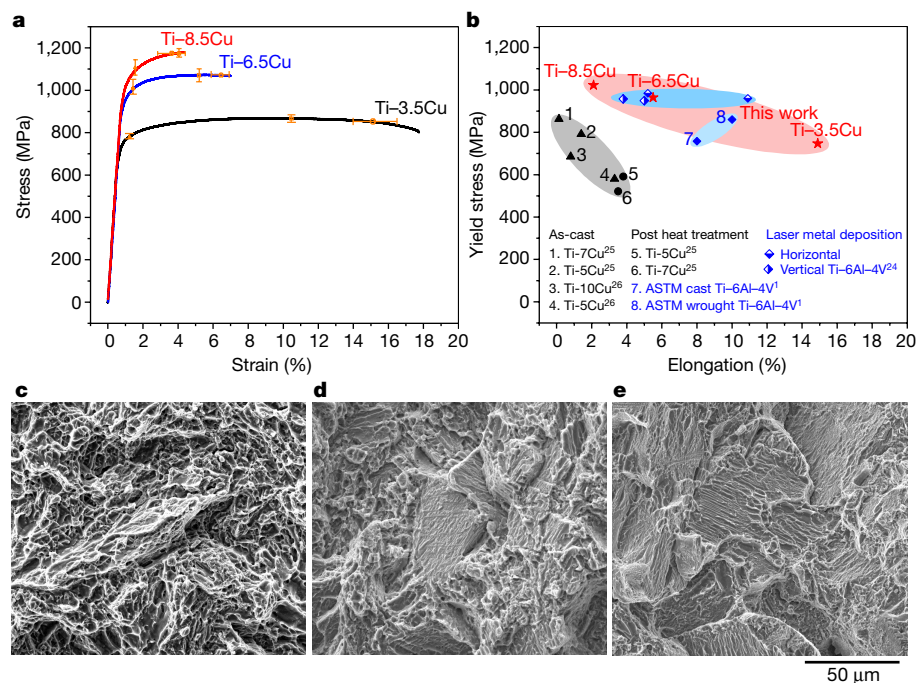 a
Stress (MPa)
1,200
1,000
800
600
400
200
0
Ti–8.5Cu
Ti–6.5Cu
Ti–3.5Cu
0 2 4 6 8 10 12 14 16 18 20
Strain (%)
b
Yield stress (MPa)
1,200
1,000
800
600
400
200
0
Ti–8.5Cu
Ti–6.5Cu
This work
Ti–3.5Cu
1
2
3
4
5
6
7
8
As-cast
1. Ti-7Cu25
2. Ti-5Cu25
3. Ti-10Cu26
4. Ti-5Cu26
Post heat treatment
5. Ti-5Cu25
6. Ti-7Cu25
7. ASTM cast Ti–6Al–4V1
8. ASTM wrought Ti–6Al–4V1
Laser metal deposition
Horizontal
Vertical Ti–6Al–4V24
0 2 4 6 8 10 12 14 16 18 20
Elongation (%)
c
d
e
50 μm